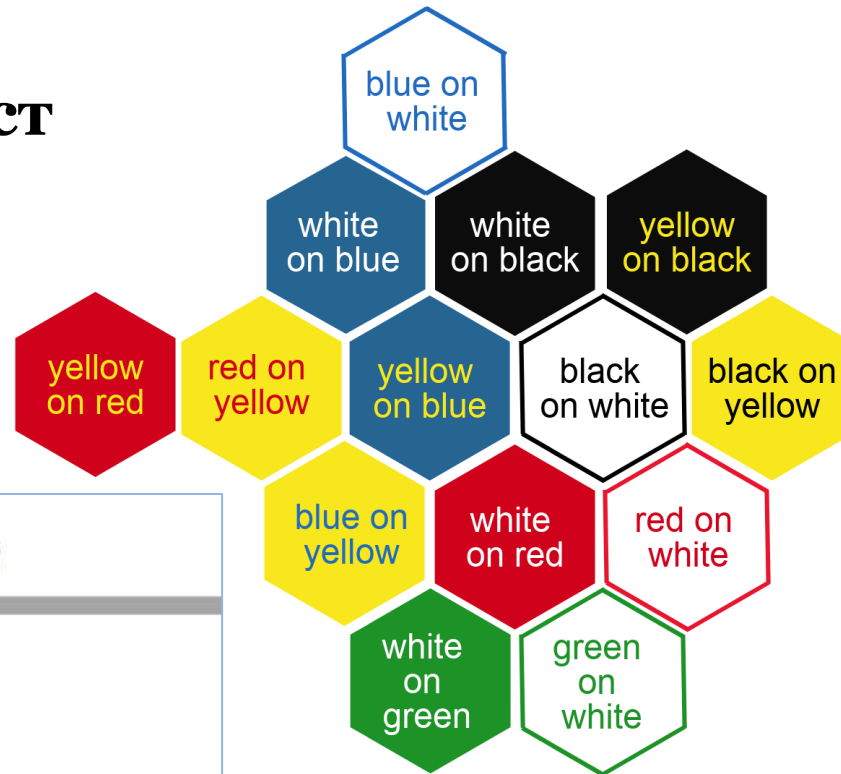 blue on
white
ст
white
on blue
white
on black
yellow
on black
yellow
on red
red on
yellow
yellow
on blue
black
on white
black on
yellow
blue on
yellow
white
on red
red on
white
white
on
green
green
on
white